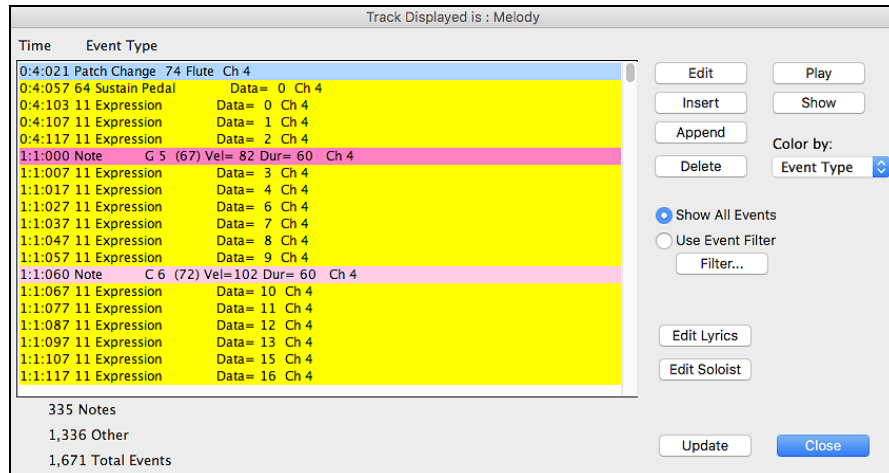 Track Displayed is : Melody
Time Event Type
0:4:021 Patch Change 74 Flute Ch 4
0:4:057 64 Sustain Pedal Data= 0 Ch 4
0:4:103 11 Expression Data= 0 Ch 4
0:4:107 11 Expression Data= 1 Ch 4
0:4:117 11 Expression Data= 2 Ch 4
1:1:000 Note G 5 (67) Vel= 82 Dur= 60 Ch 4
1:1:007 11 Expression Data= 3 Ch 4
1:1:017 11 Expression Data= 4 Ch 4
1:1:027 11 Expression Data= 6 Ch 4
1:1:037 11 Expression Data= 7 Ch 4
1:1:047 11 Expression Data= 8 Ch 4
1:1:057 11 Expression Data= 9 Ch 4
1:1:060 Note C 6 (72) Vel=102 Dur= 60 Ch 4
1:1:067 11 Expression Data= 10 Ch 4
1:1:077 11 Expression Data= 11 Ch 4
1:1:087 11 Expression Data= 12 Ch 4
1:1:097 11 Expression Data= 13 Ch 4
1:1:107 11 Expression Data= 15 Ch 4
1:1:117 11 Expression Data= 16 Ch 4
335 Notes
1,336 Other
1,671 Total Events
Edit Play
Insert Show
Append
Color by:
Delete Event Type
Show All Events
Use Event Filter
Filter...
Edit Lyrics
Edit Soloist
Update Close